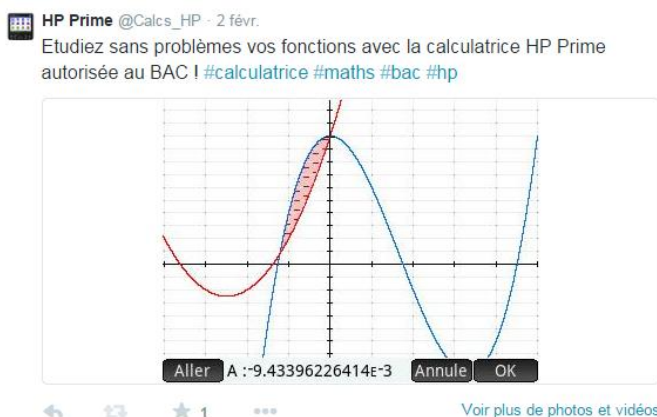 HP Prime @Calcs_HP · 2 févr.
Etudiez sans problèmes vos fonctions avec la calculatrice HP Prime
autorisée au BAC ! #calculatrice #maths #bac #hp
Aller A :-9.43396226414E-3 Annule OK
1
Voir plus de photos et vidéos